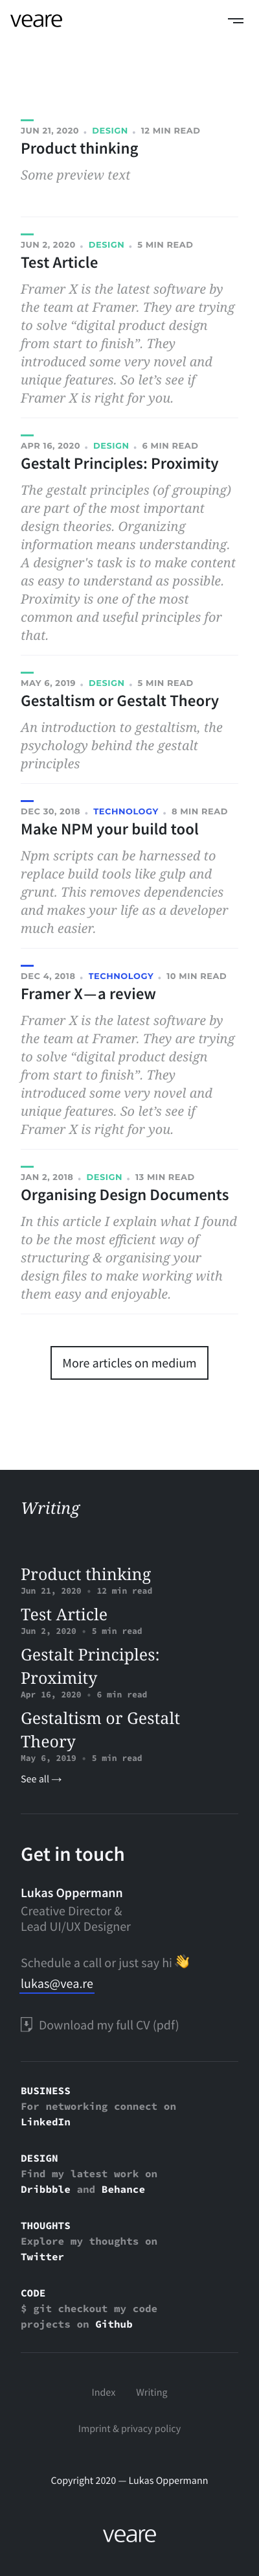 veare
JUN 21, 2020 • DESIGN • 12 MIN READ
Product thinking
Some preview text
JUN 2, 2020 • DESIGN • 5 MIN READ
Test Article
Framer X is the latest software by
the team at Framer. They are trying
to solve “digital product design
from start to finish”. They
introduced some very novel and
unique features. So let’s see if
Framer X is right for you.
APR 16, 2020 • DESIGN • 6 MIN READ
Gestalt Principles: Proximity
The gestalt principles (of grouping)
are part of the most important
design theories. Organizing
information means understanding.
A designer's task is to make content
as easy to understand as possible.
Proximity is one of the most
common and useful principles for
that.
MAY 6, 2019 • DESIGN • 5 MIN READ
Gestaltism or Gestalt Theory
An introduction to gestaltism, the
psychology behind the gestalt
principles
DEC 30, 2018 • TECHNOLOGY • 8 MIN READ
Make NPM your build tool
Npm scripts can be harnessed to
replace build tools like gulp and
grunt. This removes dependencies
and makes your life as a developer
much easier.
DEC 4, 2018 • TECHNOLOGY • 10 MIN READ
Framer X — a review
Framer X is the latest software by
the team at Framer. They are trying
to solve “digital product design
from start to finish”. They
introduced some very novel and
unique features. So let’s see if
Framer X is right for you.
JAN 2, 2018 • DESIGN • 13 MIN READ
Organising Design Documents
In this article I explain what I found
to be the most efficient way of
structuring & organising your
design files to make working with
them easy and enjoyable.
More articles on medium
Writing
Product thinking
Jun 21, 2020 • 12 min read
Test Article
Jun 2, 2020 • 5 min read
Gestalt Principles:
Proximity
Apr 16, 2020 • 6 min read
Gestaltism or Gestalt
Theory
May 6, 2019 • 5 min read
See all →
Get in touch
Lukas Oppermann
Creative Director &
Lead UI/UX Designer
Schedule a call or just say hi 👋
lukas@vea.re
Download my full CV (pdf)
BUSINESS
For networking connect on
LinkedIn
DESIGN
Find my latest work on
Dribbble and Behance
THOUGHTS
Explore my thoughts on
Twitter
CODE
$ git checkout my code
projects on Github
Index Writing
Imprint & privacy policy
Copyright 2020 — Lukas Oppermann
veare